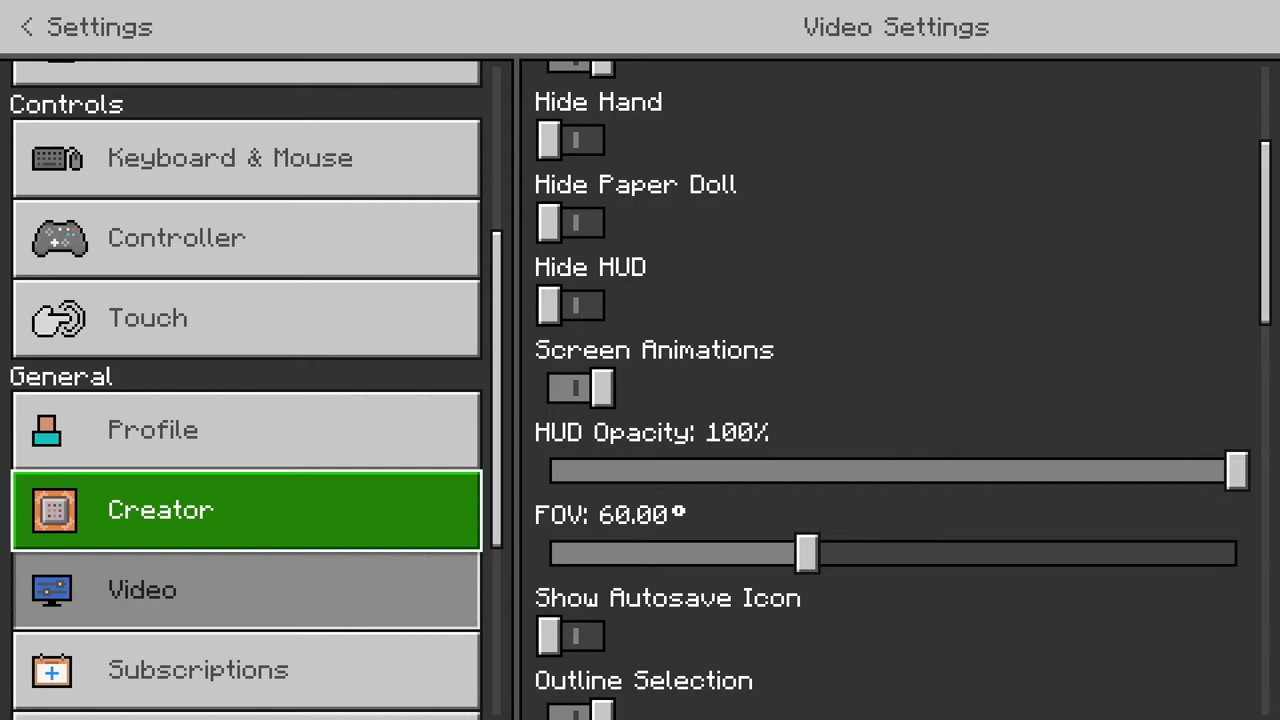 Settings
Video Settings
Controls
Keyboard & Mouse
Controller
Touch
General
Profile
Creator
Video
Subscriptions
Hide Hand
Hide Paper Doll
Hide HUD
Screen Animations
HUD Opacity: 100%
FOV: 60.00°
Show Autosave Icon
Outline Selection